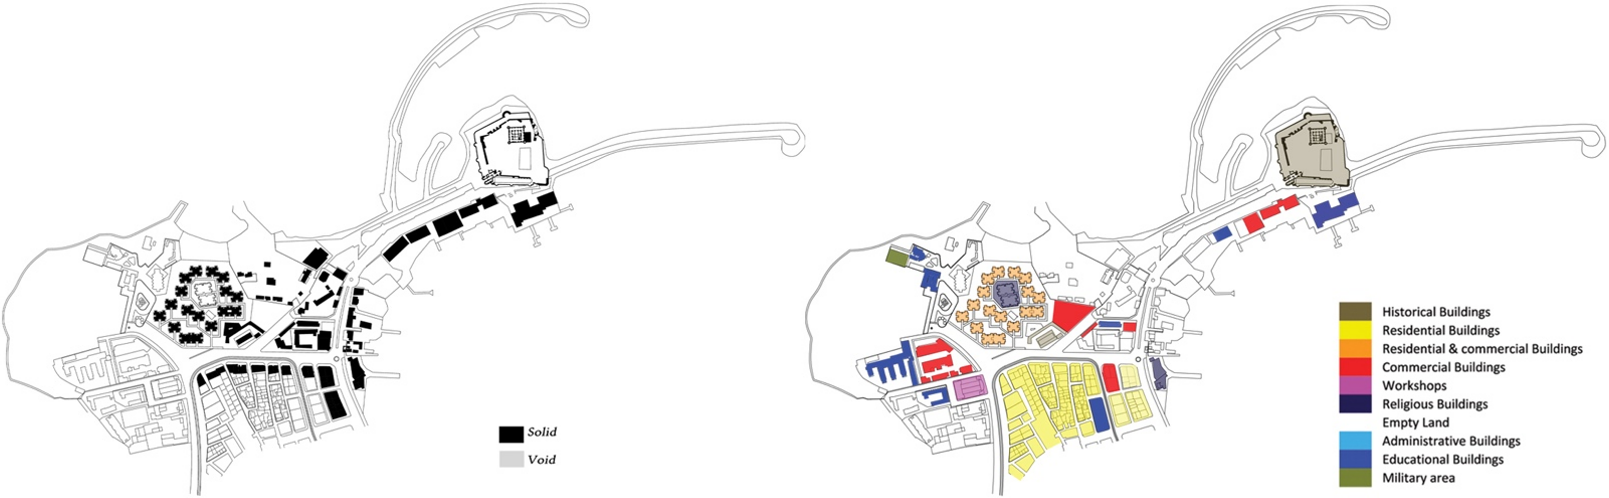 Solid
Void
Historical Buildings
Residential Buildings
Residential & commercial Buildings
Commercial Buildings
Workshops
Religious Buildings
Empty Land
Administrative Buildings
Educational Buildings
Military area